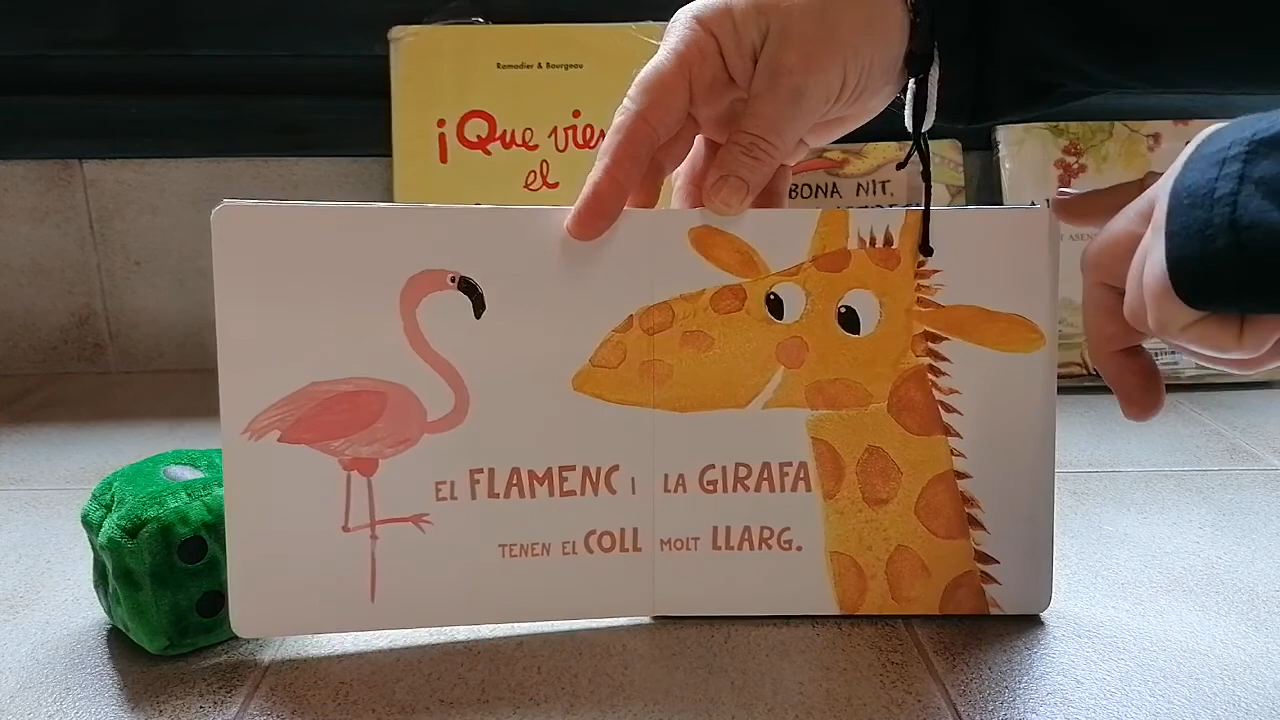 Ramadier & Bourgeau
¡Que vie
el
BONA NIT,
EL FLAMENC I LA GIRAFA
TENEN EL COLL MOLT LLARG.